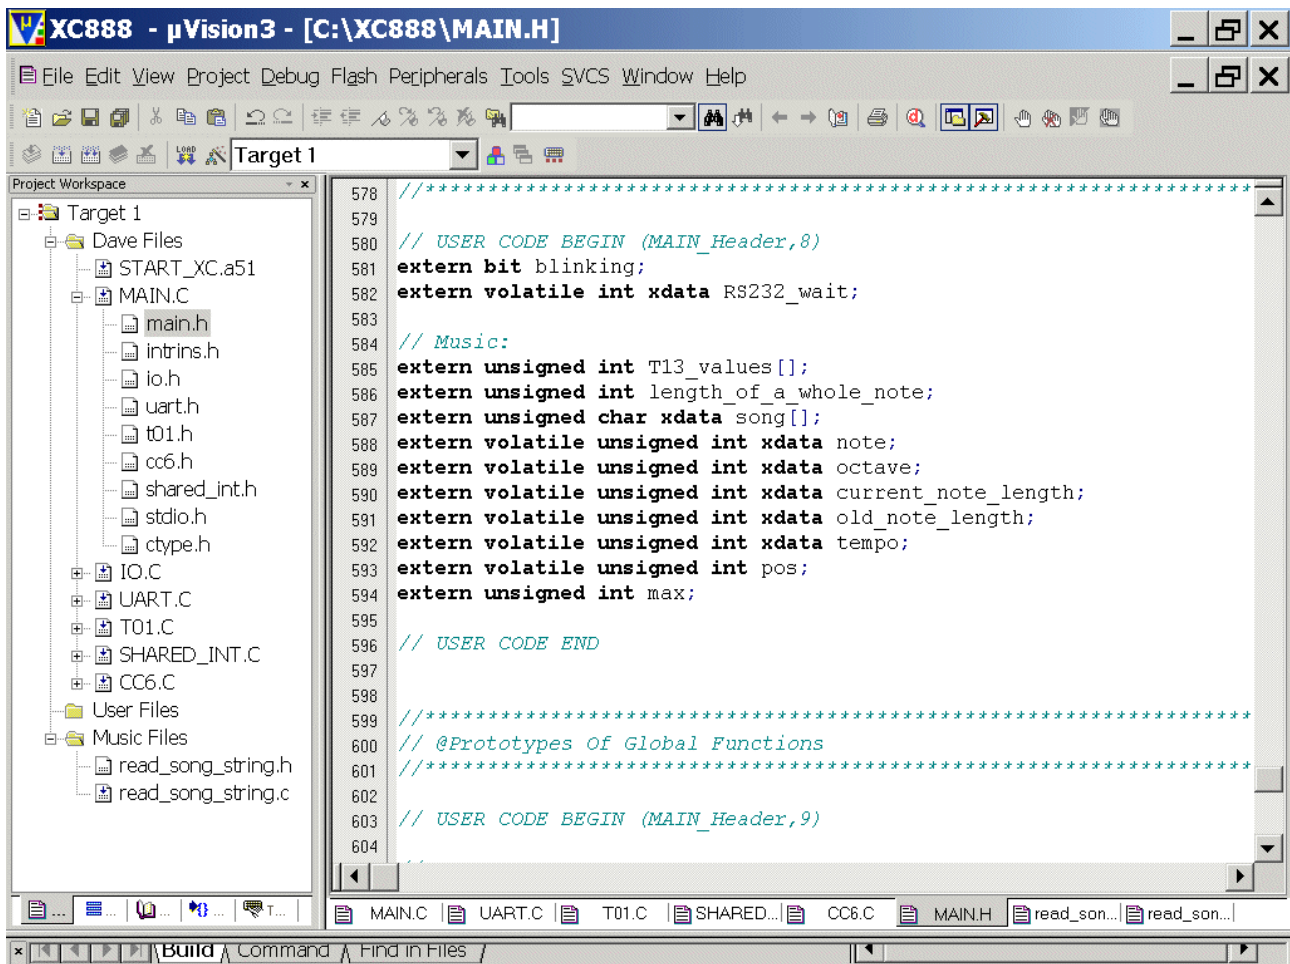 XC888 - µVision3 - [C:\XC888\MAIN.H]
File Edit View Project Debug Flash Peripherals Tools SVCS Window Help
LOAD Target 1
Project Workspace
Target 1
Dave Files
START_XC.a51
MAIN.C
main.h
intrins.h
io.h
uart.h
t01.h
cc6.h
shared_int.h
stdio.h
ctype.h
IO.C
UART.C
T01.C
SHARED_INT.C
CC6.C
User Files
Music Files
read_song_string.h
read_song_string.c
578 //******************************************************************
579
580 // USER CODE BEGIN (MAIN_Header,8)
581 extern bit blinking;
582 extern volatile int xdata RS232_wait;
583
584 // Music:
585 extern unsigned int T13_values[];
586 extern unsigned int length_of_a_whole_note;
587 extern unsigned char xdata song[];
588 extern volatile unsigned int xdata note;
589 extern volatile unsigned int xdata octave;
590 extern volatile unsigned int xdata current_note_length;
591 extern volatile unsigned int xdata old_note_length;
592 extern volatile unsigned int xdata tempo;
593 extern volatile unsigned int pos;
594 extern unsigned int max;
595
596 // USER CODE END
597
598
599 //******************************************************************
600 // @Prototypes Of Global Functions
601 //******************************************************************
602
603 // USER CODE BEGIN (MAIN_Header,9)
604
... ... ... ... T...
MAIN.C UART.C T01.C SHARED... CC6.C MAIN.H read_son... read_son...
Build Command Find in Files